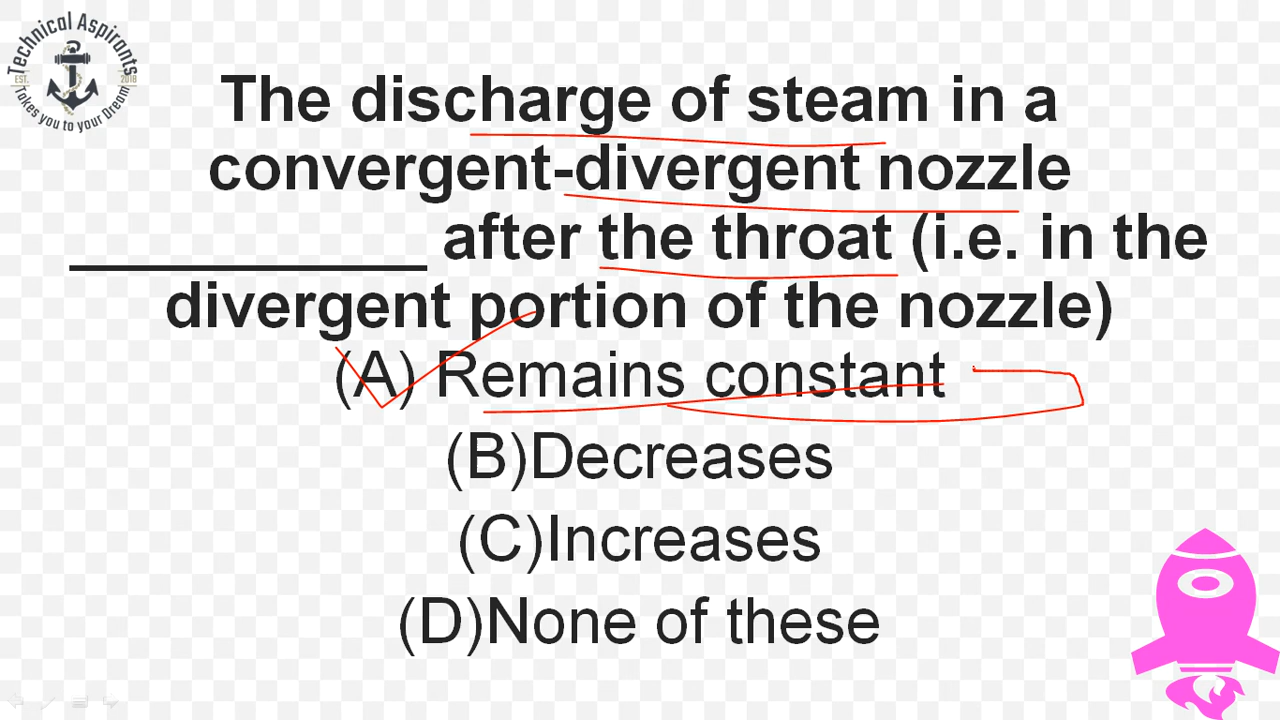 Technical Aspirants
EST. 2018
Takes you to your Dream
The discharge of steam in a
convergent-divergent nozzle
______________ after the throat (i.e. in the
divergent portion of the nozzle)
(A) Remains constant
(B)Decreases
(C)Increases
(D)None of these